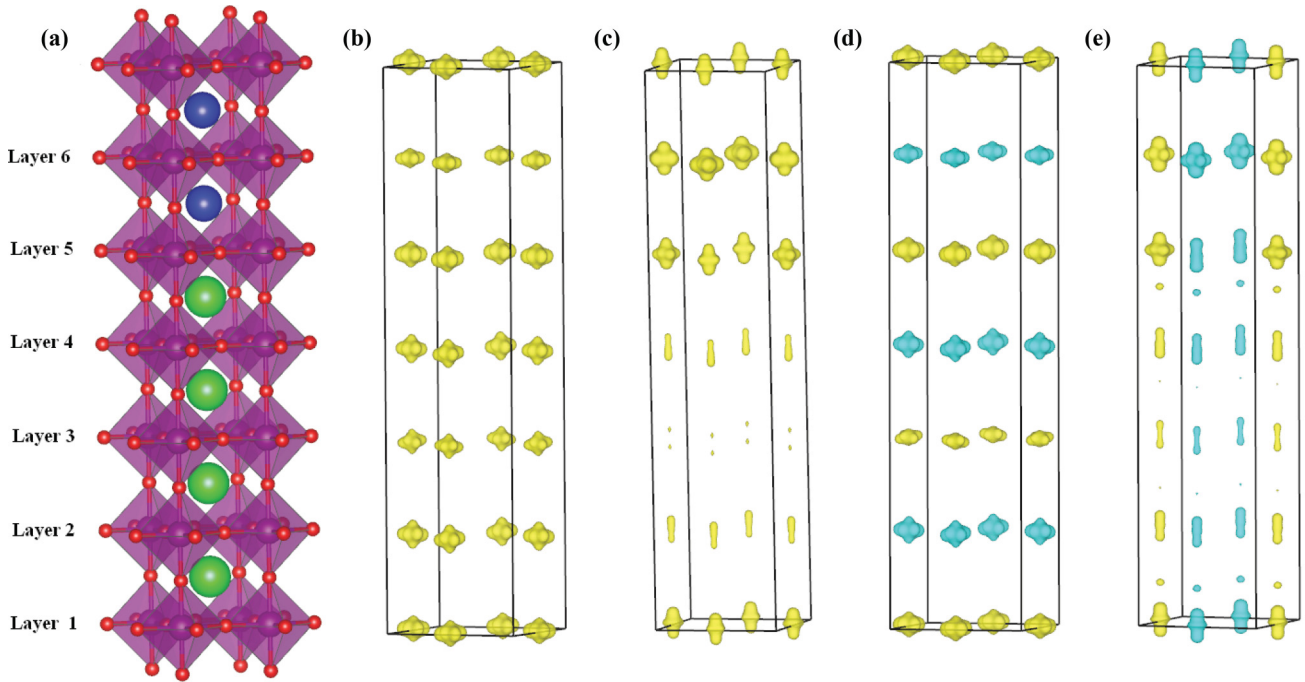 (a)
(b)
(c)
(d)
(e)
Layer 6
Layer 5
Layer 4
Layer 3
Layer 2
Layer 1